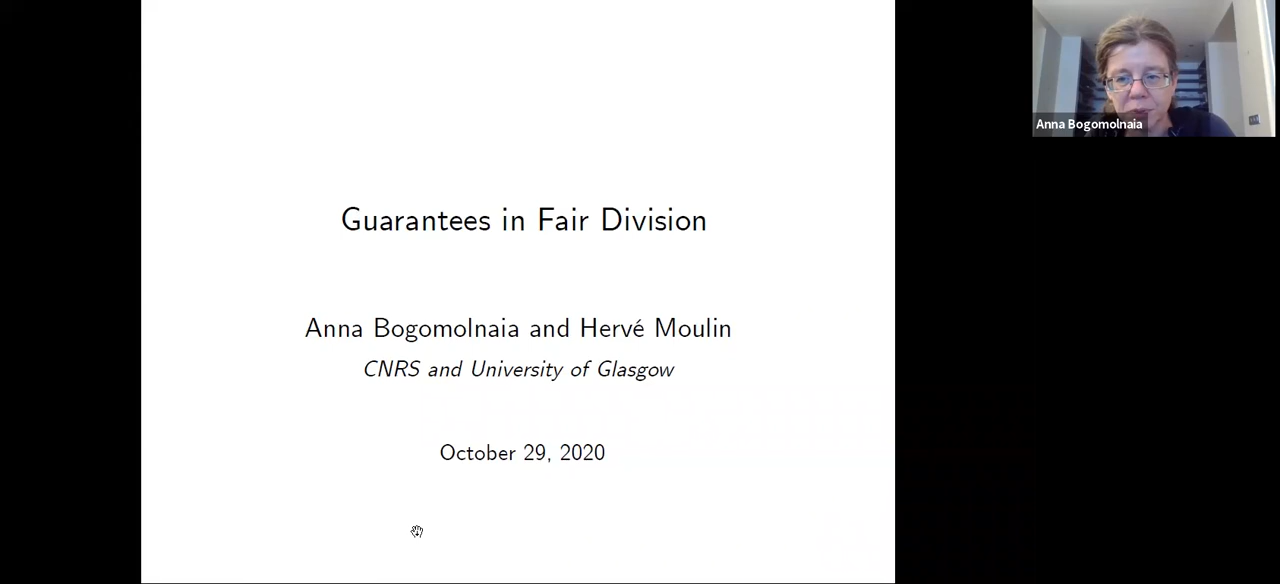 Guarantees in Fair Division
Anna Bogomolnaia and Hervé Moulin
CNRS and University of Glasgow
October 29, 2020
Anna Bogomolnaia